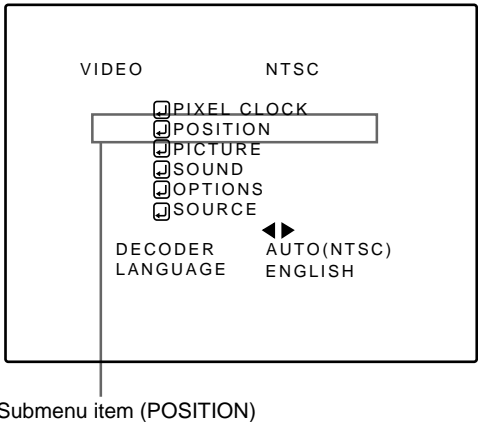 VIDEO NTSC
PIXEL CLOCK
POSITION
PICTURE
SOUND
OPTIONS
SOURCE
DECODER AUTO(NTSC)
LANGUAGE ENGLISH
Submenu item (POSITION)